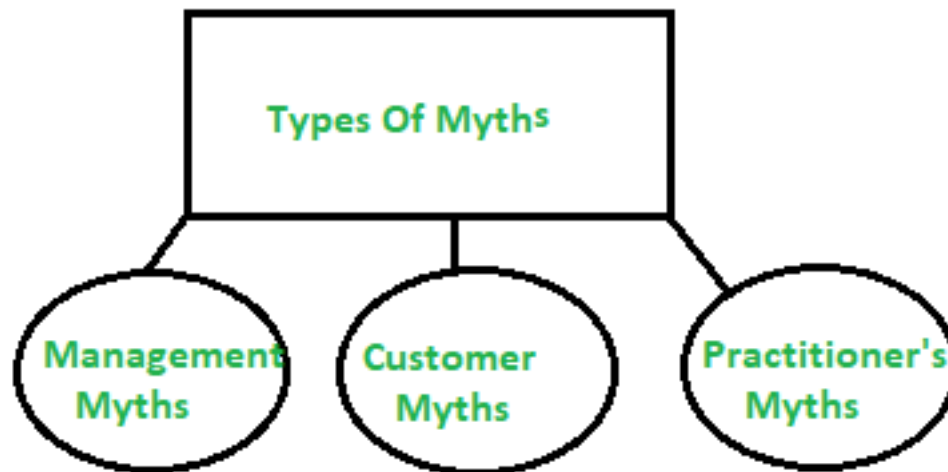 Types Of Myths
Management
Myths
Customer
Myths
Practitioner's
Myths